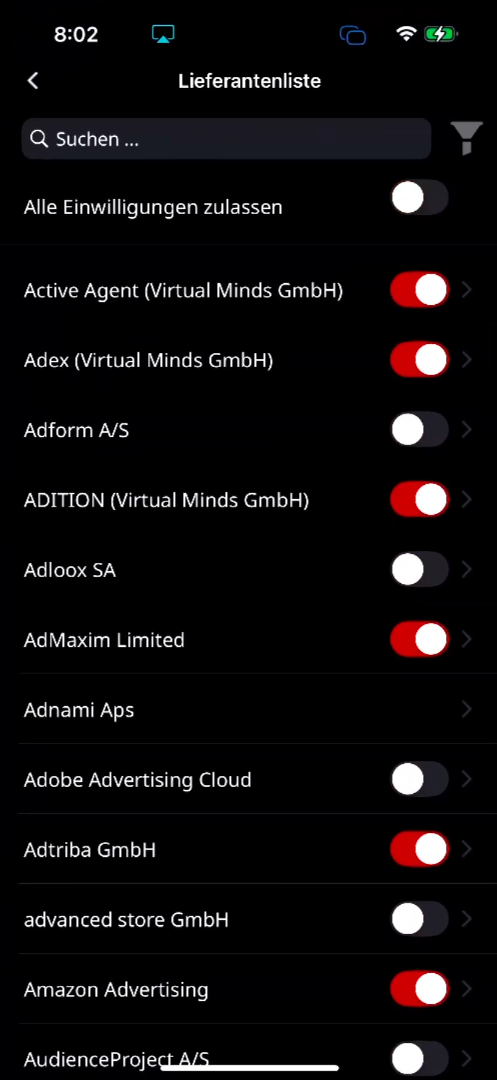 8:02
Lieferantenliste
Suchen ...
Alle Einwilligungen zulassen
Active Agent (Virtual Minds GmbH)
Adex (Virtual Minds GmbH)
Adform A/S
ADITION (Virtual Minds GmbH)
Adloox SA
AdMaxim Limited
Adnami Aps
Adobe Advertising Cloud
Adtriba GmbH
advanced store GmbH
Amazon Advertising
AudienceProject A/S